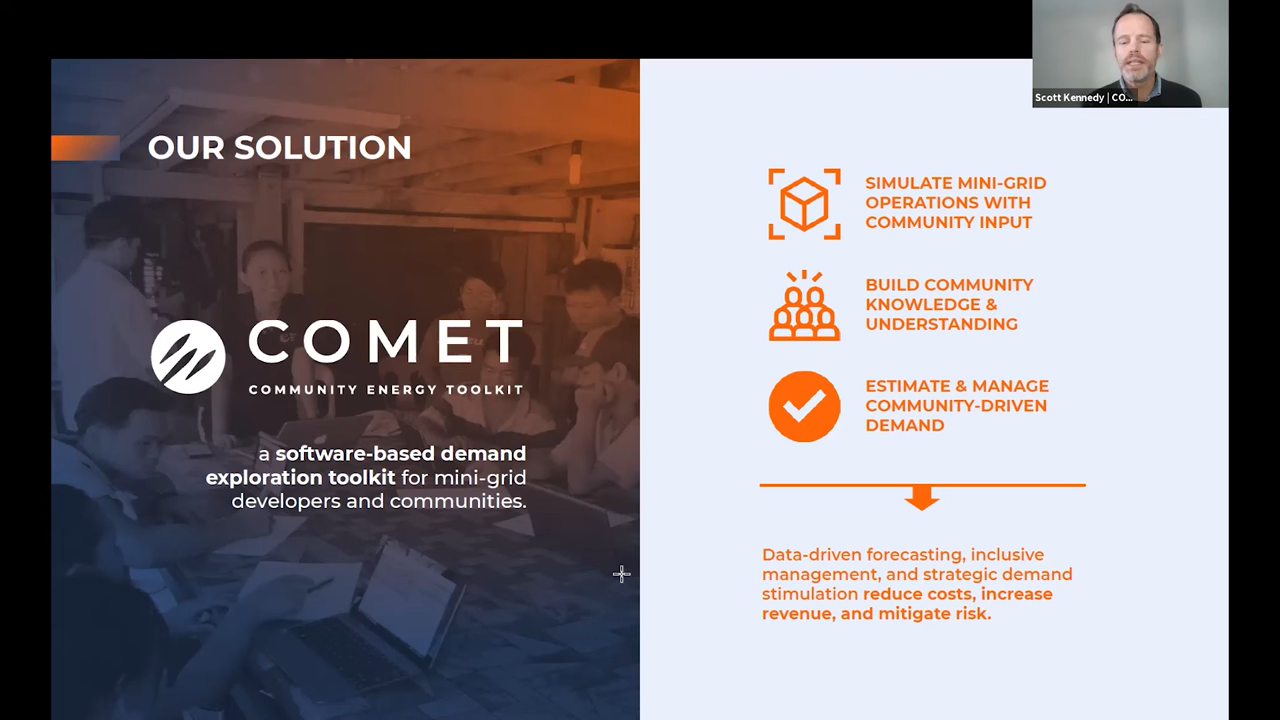 Scott Kennedy | CO...
OUR SOLUTION
COMET
COMMUNITY ENERGY TOOLKIT
a software-based demand
exploration toolkit for mini-grid
developers and communities.
SIMULATE MINI-GRID
OPERATIONS WITH
COMMUNITY INPUT
BUILD COMMUNITY
KNOWLEDGE &
UNDERSTANDING
ESTIMATE & MANAGE
COMMUNITY-DRIVEN
DEMAND
Data-driven forecasting, inclusive
management, and strategic demand
stimulation reduce costs, increase
revenue, and mitigate risk.